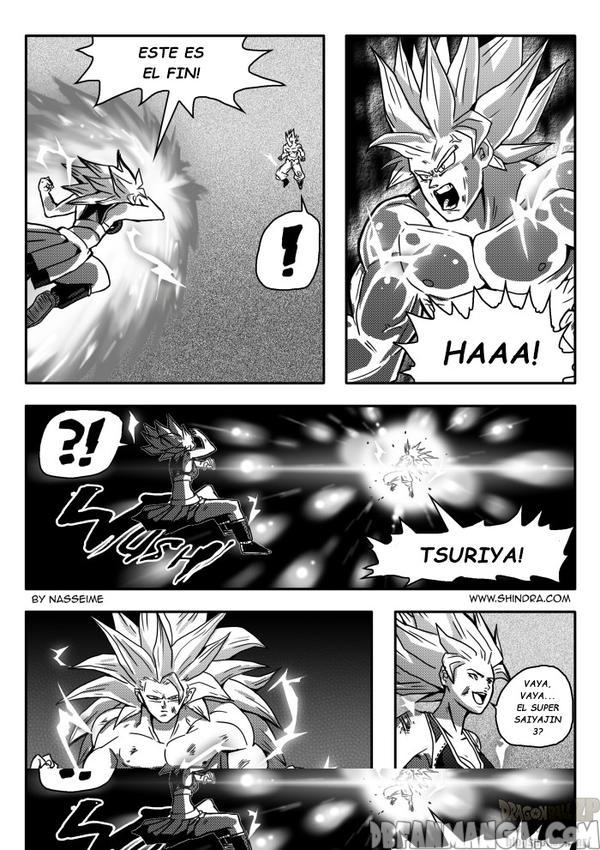 ESTE ES
EL FIN!
!
HAAA!
?!
WUSH!
TSURIYA!
BY NASSEIME
WWW.SHINDRA.COM
VAYA,
VAYA...
EL SUPER
SAIYAJIN
3?
DBFANMANGA.COM